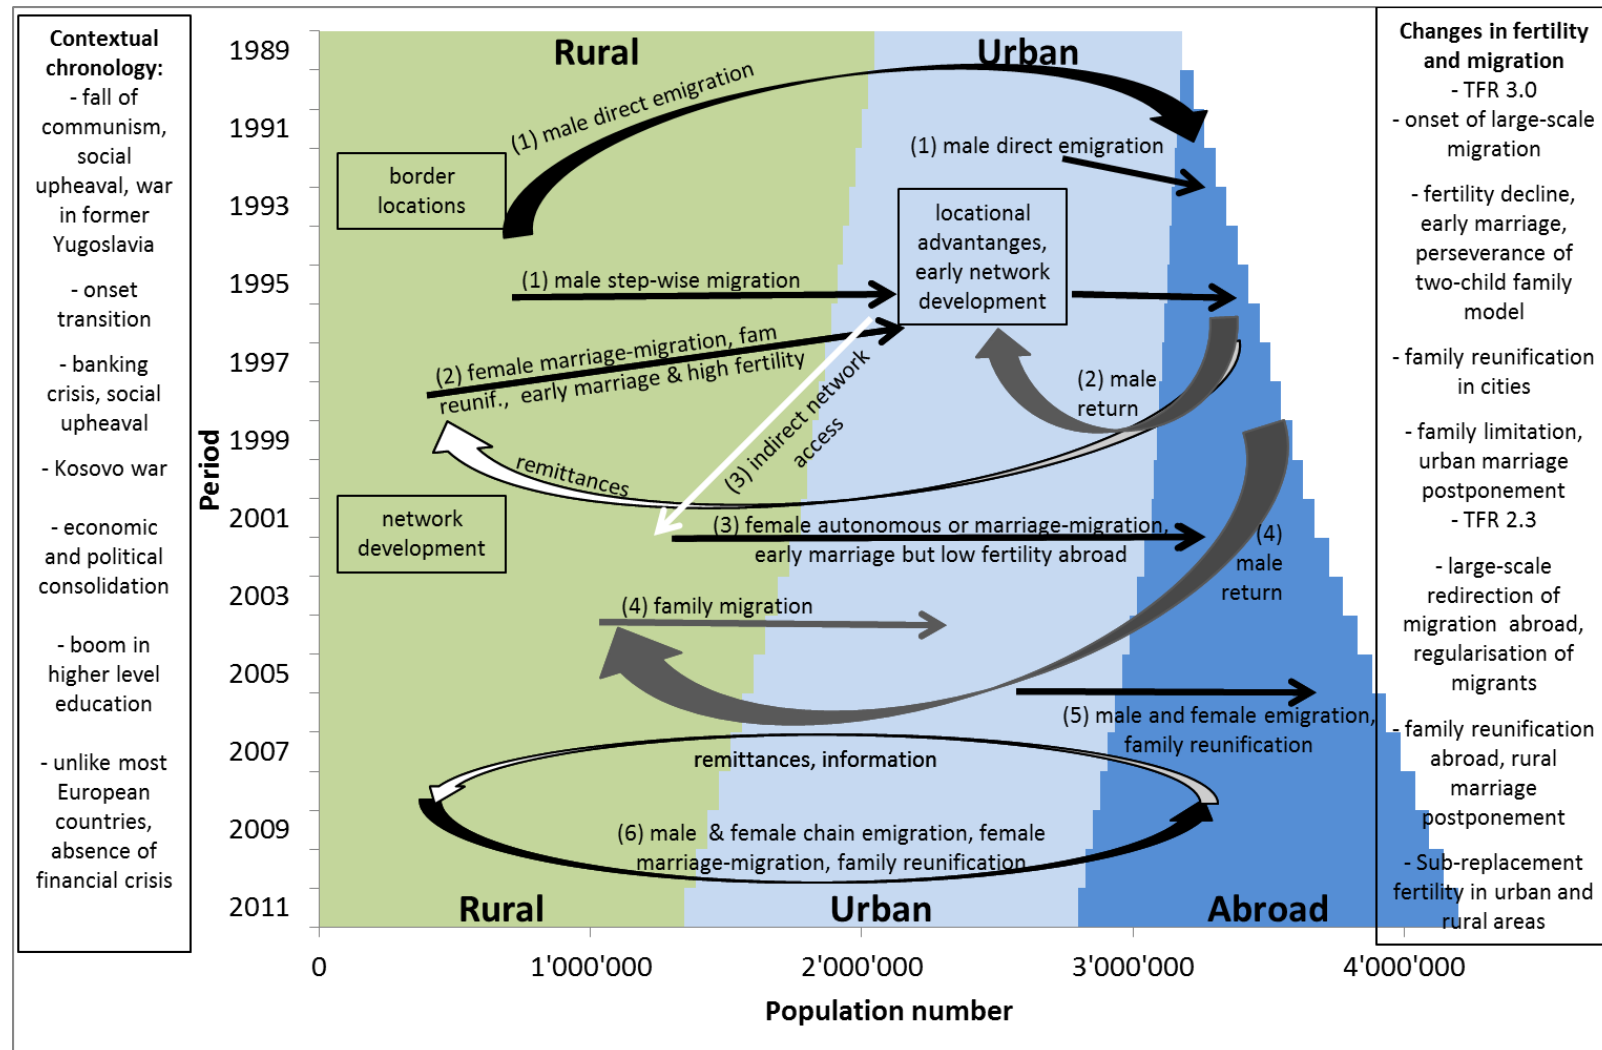 Contextual
chronology:
- fall of
communism,
social
upheaval, war
in former
Yugoslavia
- onset
transition
- banking
crisis, social
upheaval
- Kosovo war
- economic
and political
consolidation
- boom in
higher level
education
- unlike most
European
countries,
absence of
financial crisis
Period
1989
1991
1993
1995
1997
1999
2001
2003
2005
2007
2009
2011
Rural
Urban
(1) male direct emigration
(1) male direct emigration
border
locations
locational
advantanges,
early network
development
(1) male step-wise migration
(2) female marriage-migration, fam
reunif., early marriage & high fertility
(2) male
return
(3) indirect network
access
remittances
network
development
(3) female autonomous or marriage-migration,
early marriage but low fertility abroad
(4)
male
return
(4) family migration
(5) male and female emigration,
family reunification
remittances, information
(6) male & female chain emigration, female
marriage-migration, family reunification
Rural
Urban
Abroad
0
1'000'000
2'000'000
3'000'000
4'000'000
Population number
Changes in fertility
and migration
- TFR 3.0
- onset of large-scale
migration
- fertility decline,
early marriage,
perseverance of
two-child family
model
- family reunification
in cities
- family limitation,
urban marriage
postponement
- TFR 2.3
- large-scale
redirection of
migration abroad,
regularisation of
migrants
- family reunification
abroad, rural
marriage
postponement
- Sub-replacement
fertility in urban and
rural areas